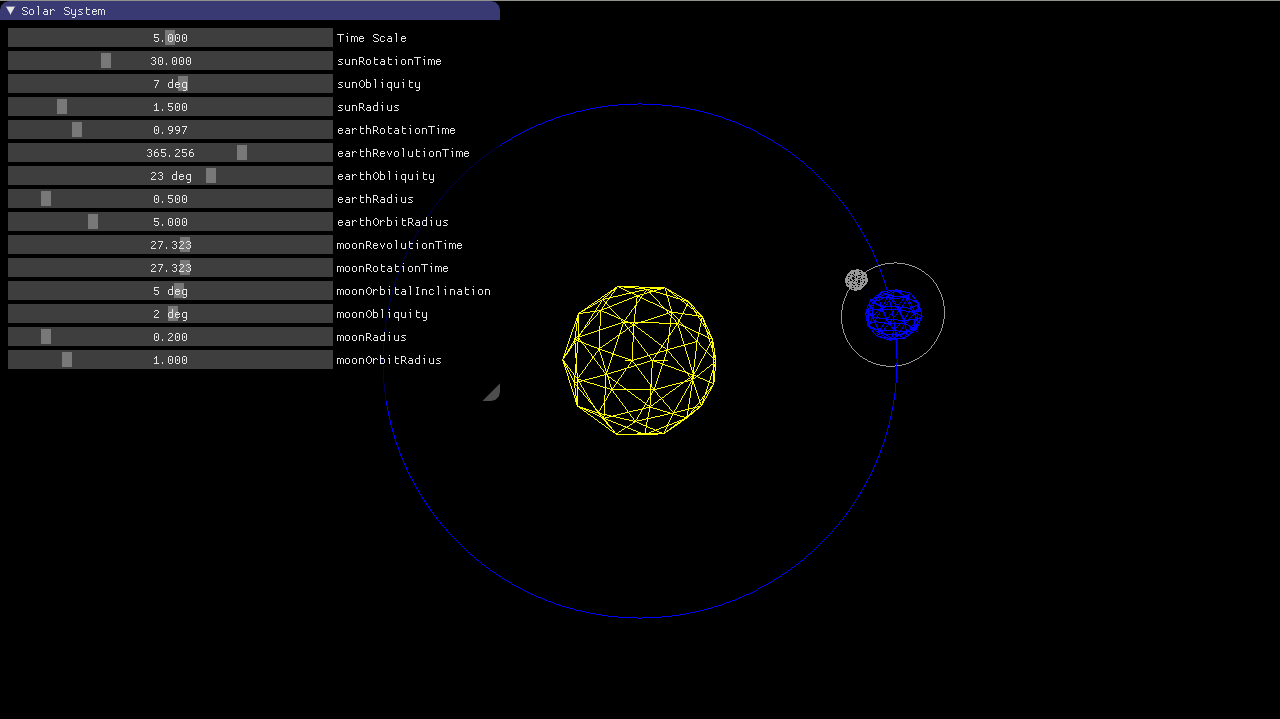 Solar System
5.000 Time Scale
30.000 sunRotationTime
7 deg sunObliquity
1.500 sunRadius
0.997 earthRotationTime
365.256 earthRevolutionTime
23 deg earthObliquity
0.500 earthRadius
5.000 earthOrbitRadius
27.323 moonRevolutionTime
27.323 moonRotationTime
5 deg moonOrbitalInclination
2 deg moonObliquity
0.200 moonRadius
1.000 moonOrbitRadius